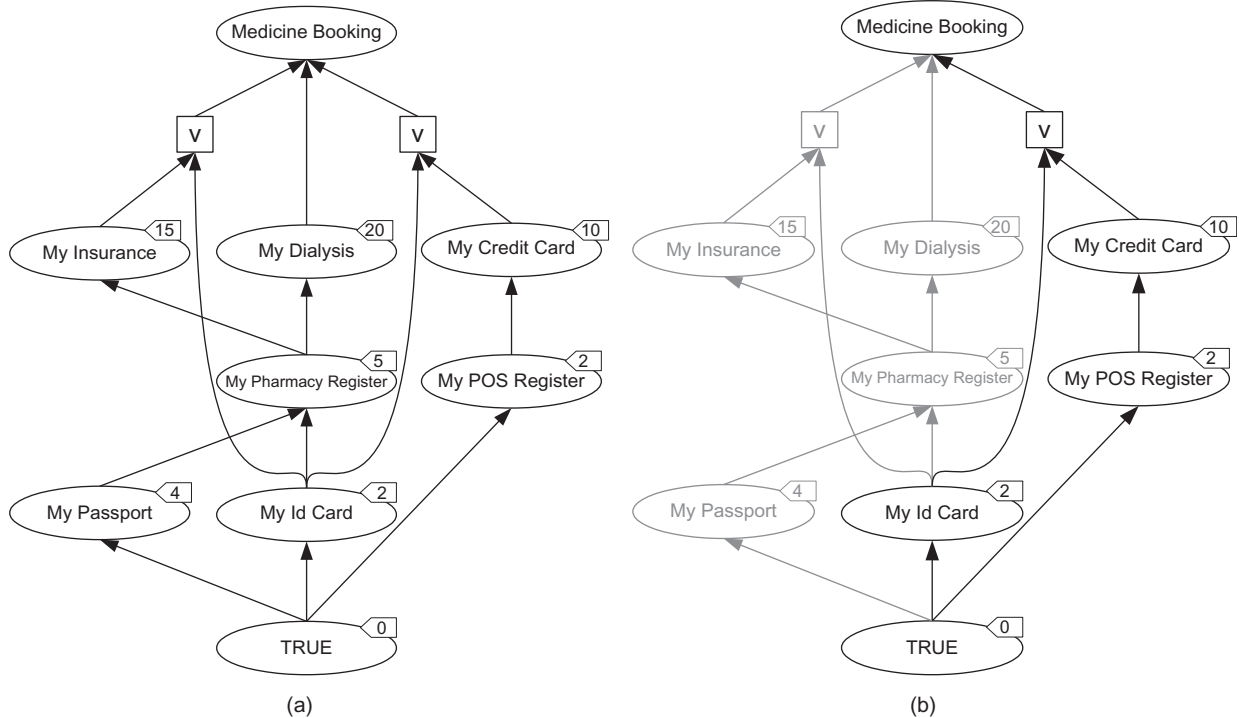 Medicine Booking
v
v
15
My Insurance
20
My Dialysis
10
My Credit Card
5
My Pharmacy Register
2
My POS Register
4
My Passport
2
My Id Card
0
TRUE
(a)
Medicine Booking
v
v
15
My Insurance
20
My Dialysis
10
My Credit Card
5
My Pharmacy Register
2
My POS Register
4
My Passport
2
My Id Card
0
TRUE
(b)